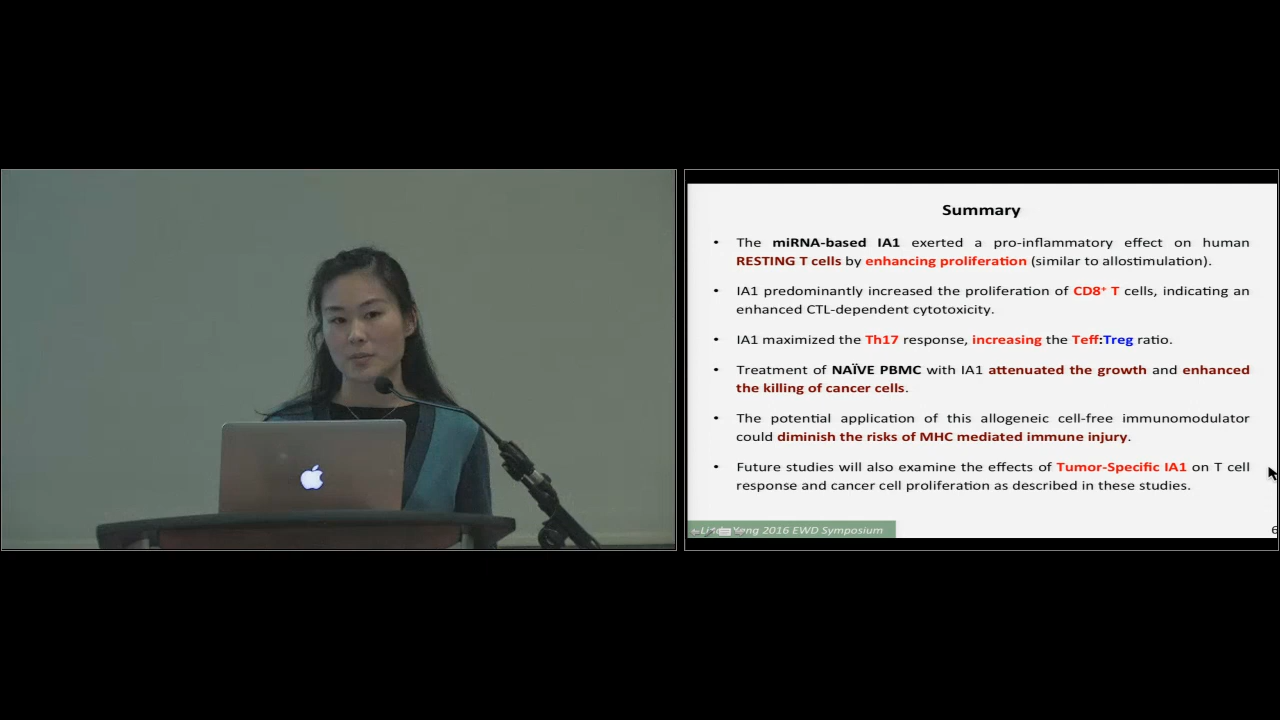 Summary
• The miRNA-based IA1 exerted a pro-inflammatory effect on human
RESTING T cells by enhancing proliferation (similar to allostimulation).
• IA1 predominantly increased the proliferation of CD8⁺ T cells, indicating an
enhanced CTL-dependent cytotoxicity.
• IA1 maximized the Th17 response, increasing the Teff:Treg ratio.
• Treatment of NAÏVE PBMC with IA1 attenuated the growth and enhanced
the killing of cancer cells.
• The potential application of this allogeneic cell-free immunomodulator
could diminish the risks of MHC mediated immune injury.
• Future studies will also examine the effects of Tumor-Specific IA1 on T cell
response and cancer cell proliferation as described in these studies.
2016 EWD Symposium